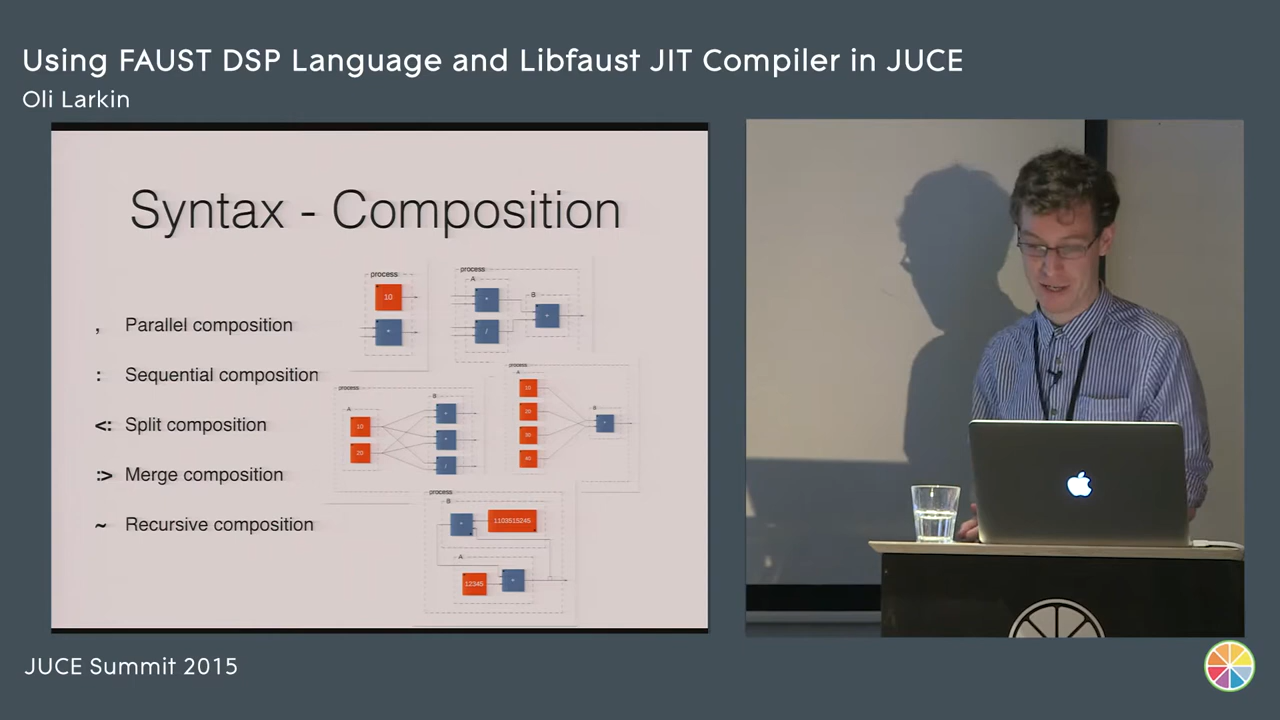 Using FAUST DSP Language and Libfaust JIT Compiler in JUCE
Oli Larkin
Syntax - Composition
, Parallel composition
: Sequential composition
<: Split composition
:> Merge composition
~ Recursive composition
process
10
process
A
B
/
+
process
A
10
20
B
/
process
A
10
20
30
40
B
process
B
1103515245
A
12345
JUCE Summit 2015